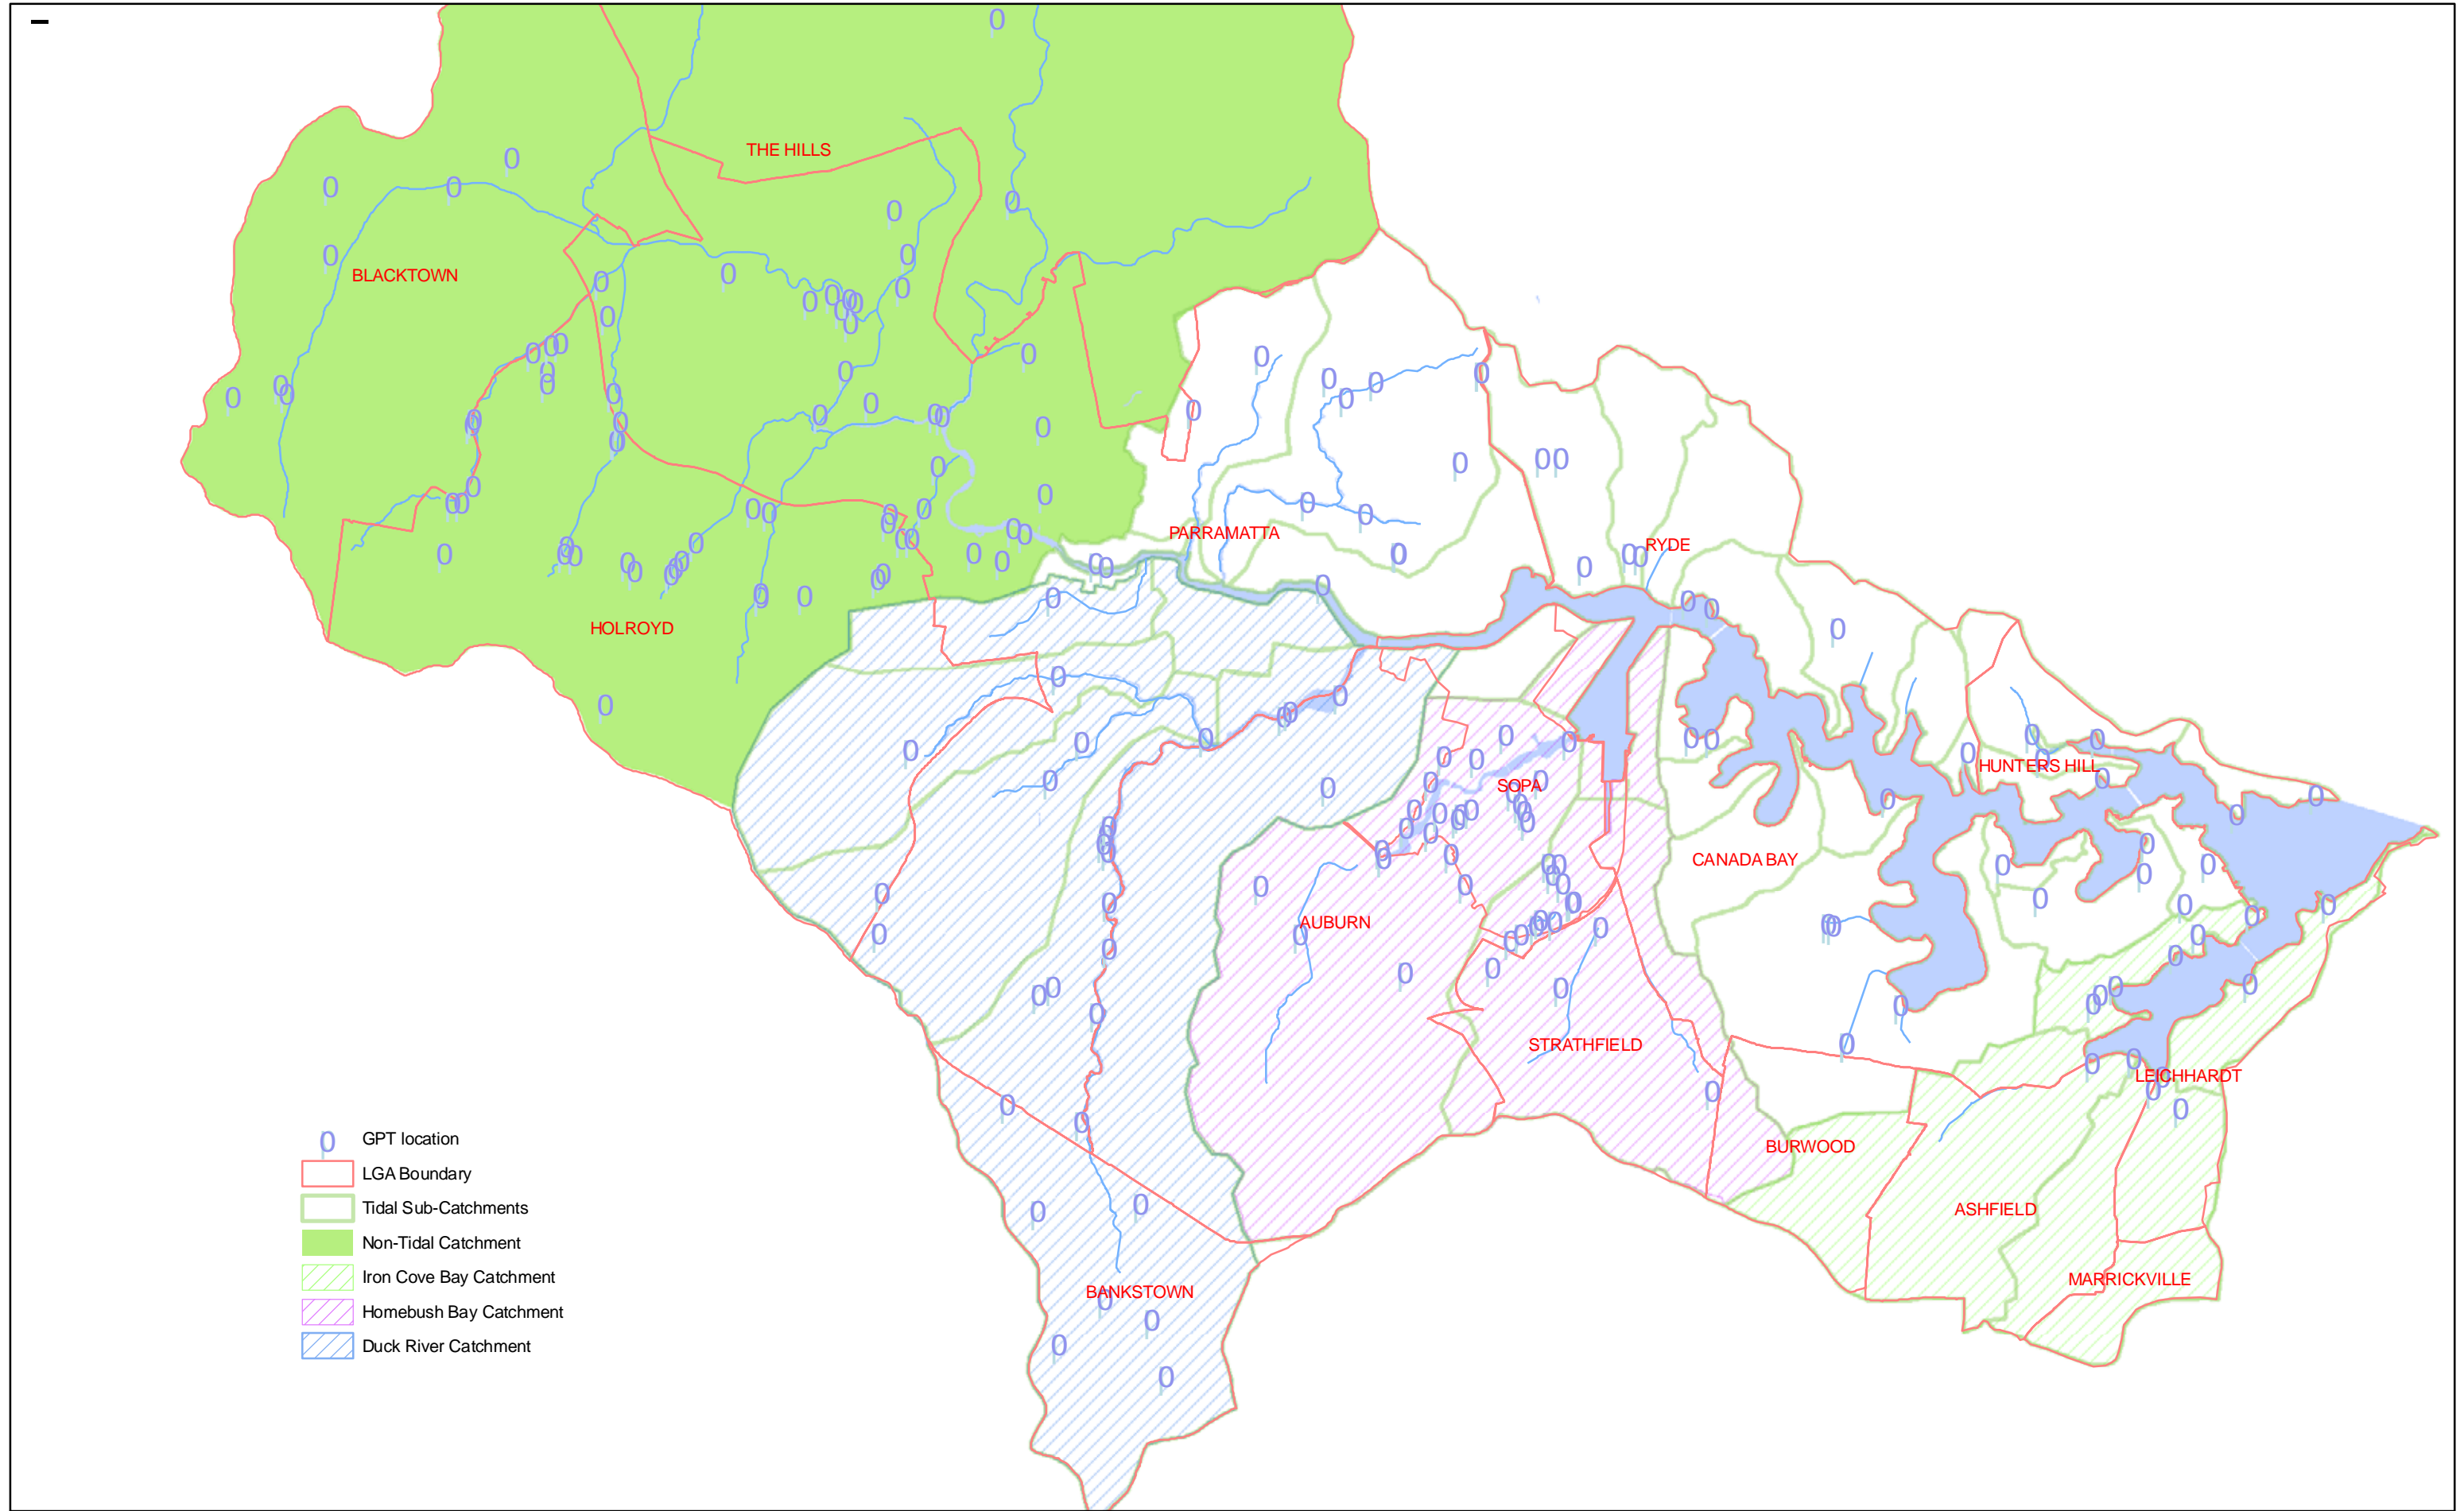 THE HILLS
BLACKTOWN
PARRAMATTA
RYDE
HOLROYD
HUNTERS HILL
SOPA
CANADA BAY
AUBURN
STRATHFIELD
LEICHHARDT
BURWOOD
ASHFIELD
MARRICKVILLE
BANKSTOWN
GPT location
LGA Boundary
Tidal Sub-Catchments
Non-Tidal Catchment
Iron Cove Bay Catchment
Homebush Bay Catchment
Duck River Catchment